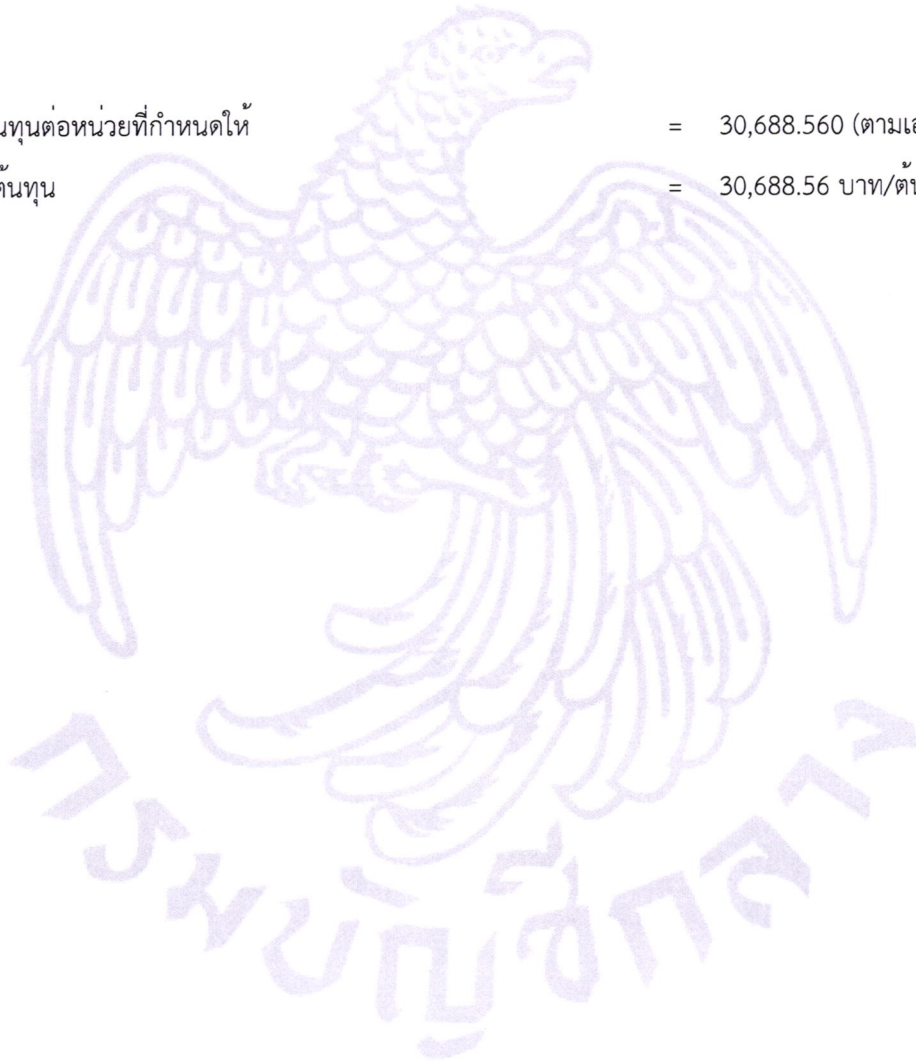 นทุนต่อหน่วยที่กำหนดให้ = 30,688.560 (ตามเ
ต้นทุน = 30,688.56 บาท/ต้
กรมบัญชีกลาง